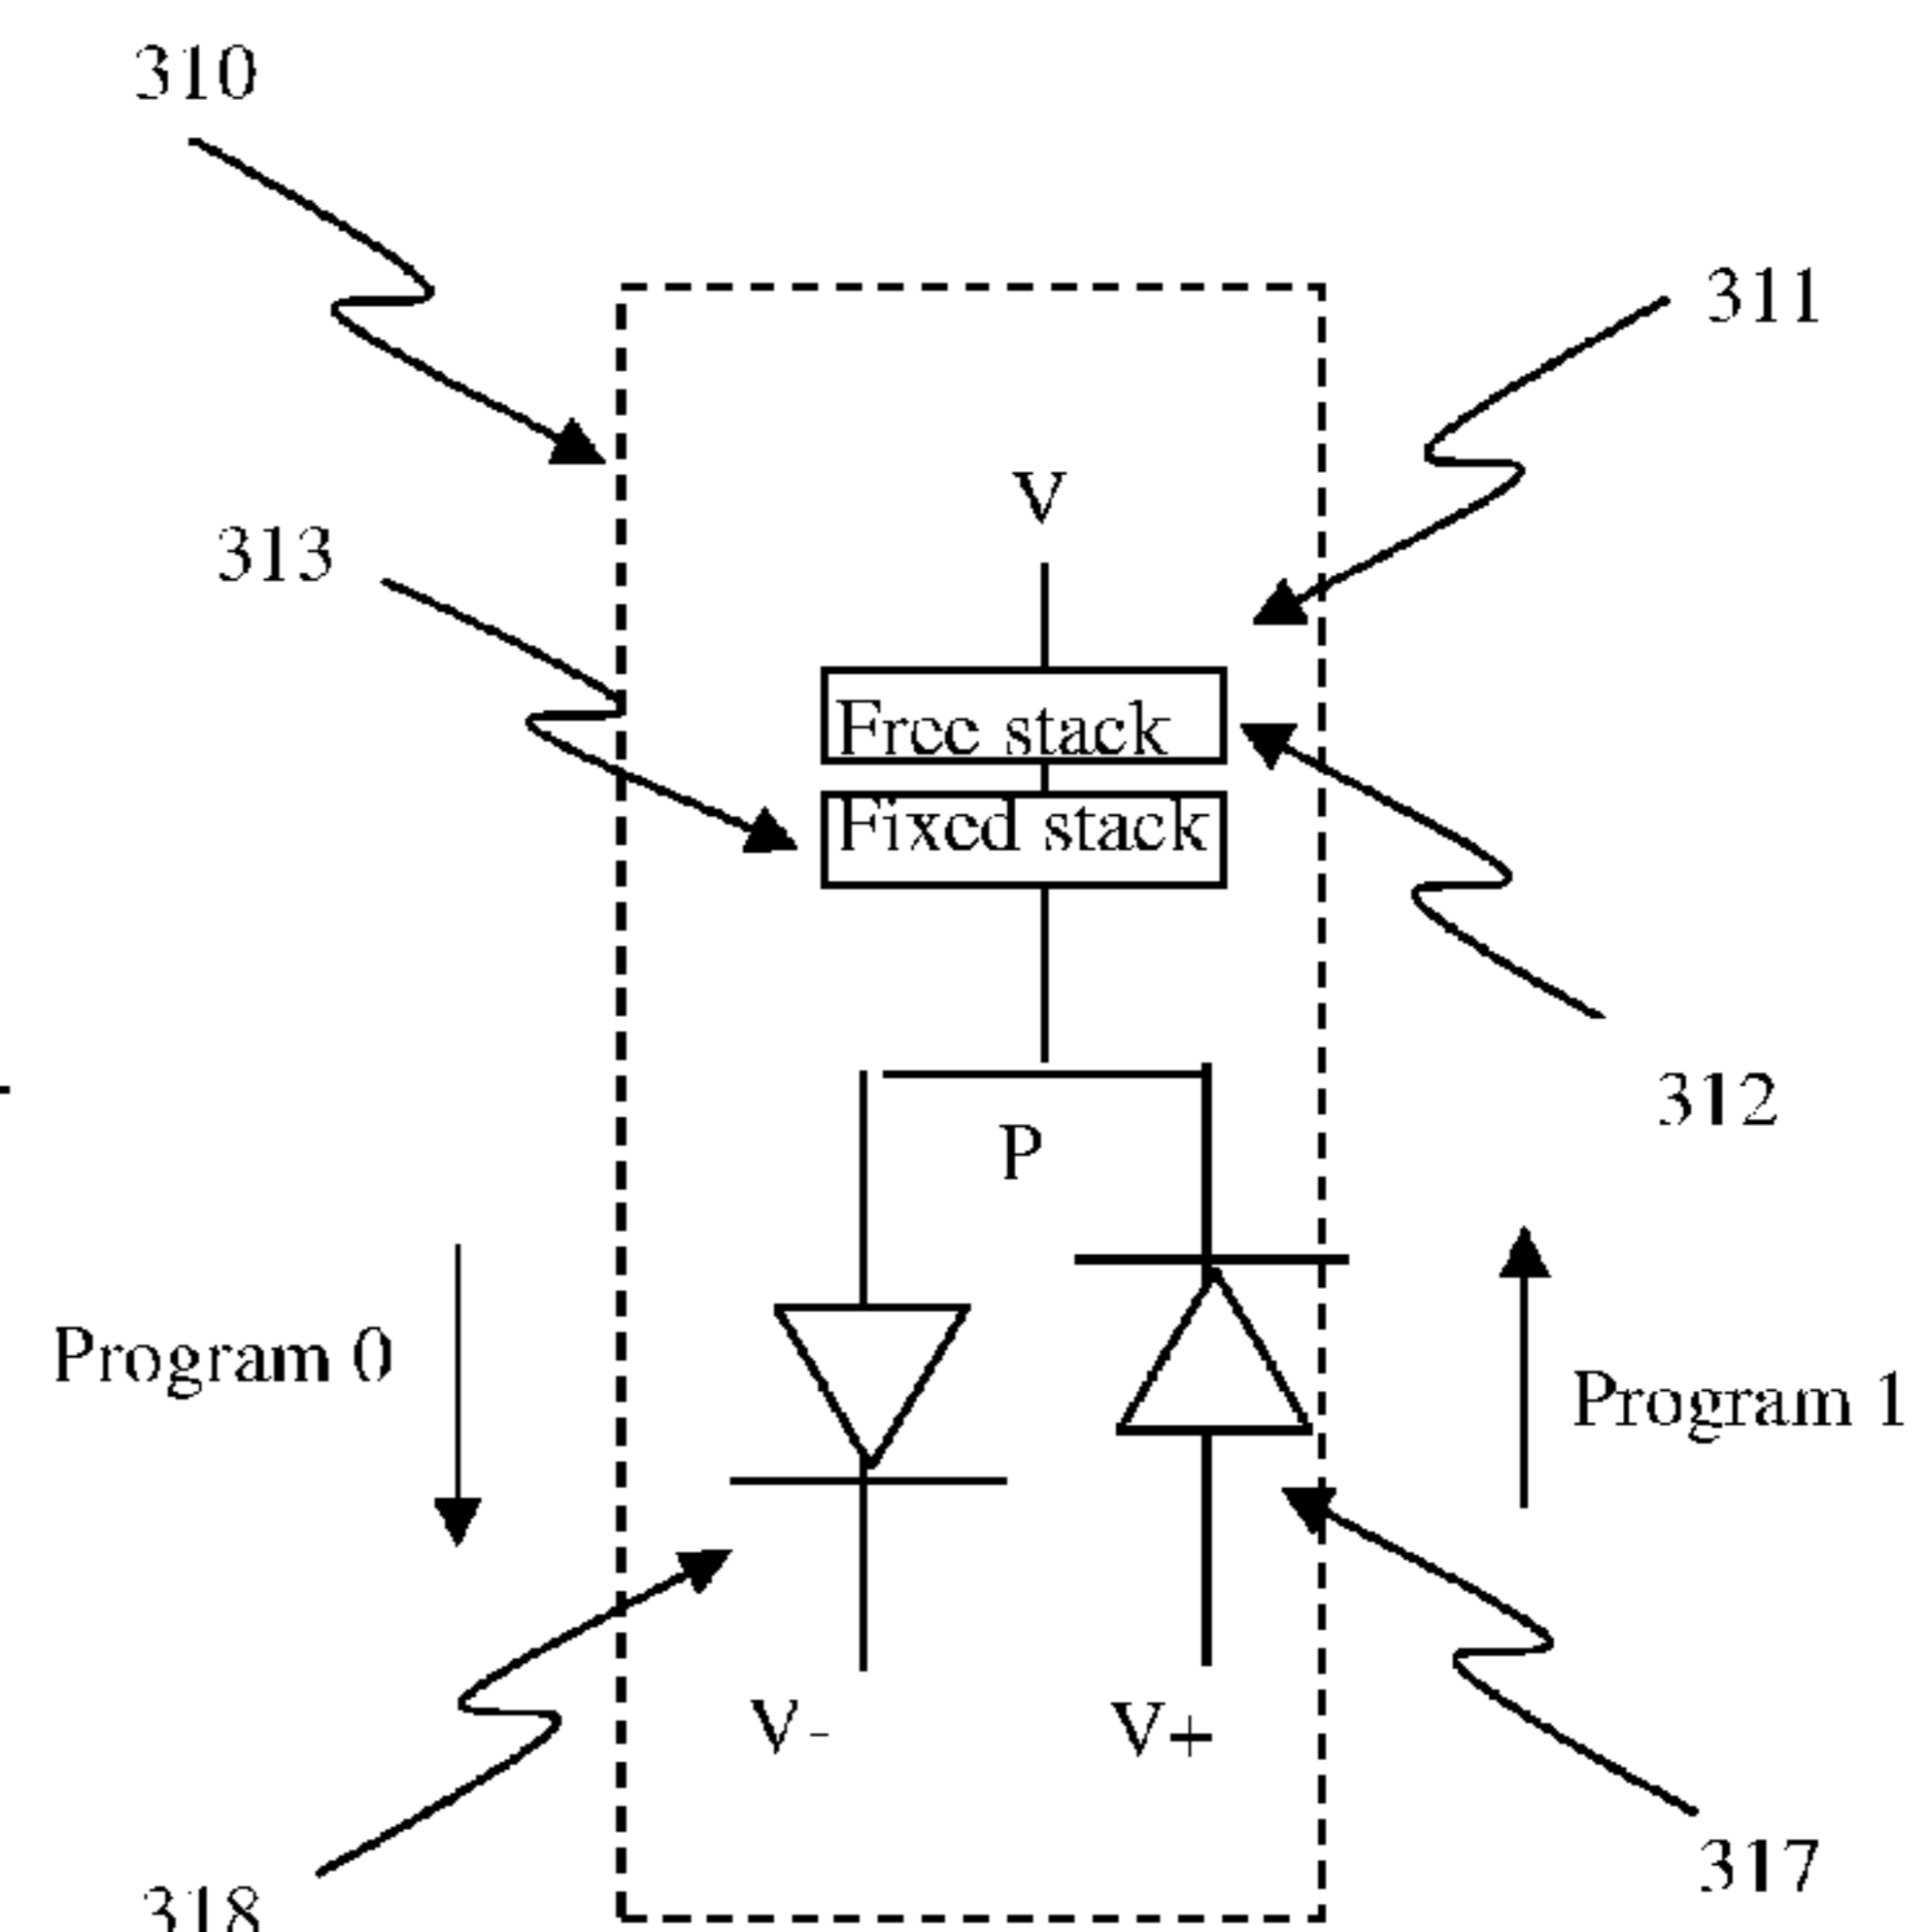 310
311
V
313
Free stack
Fixed stack
312
P
Program 0
Program 1
V-
V+
317
318